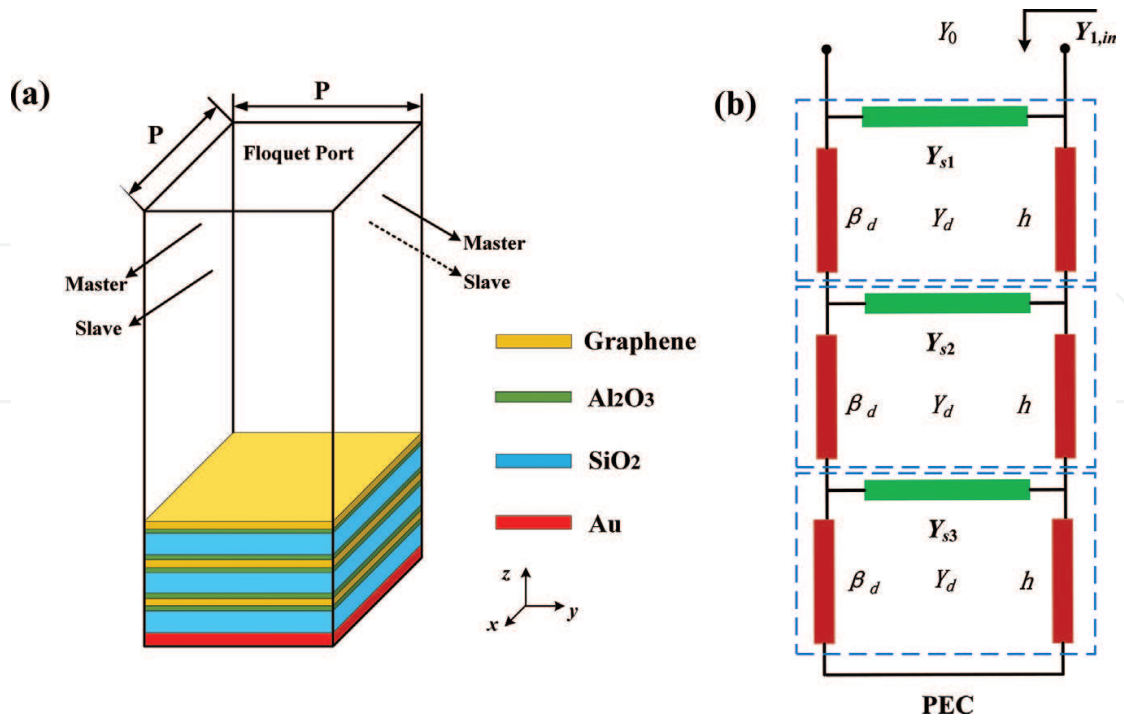 (a)
P
P
Floquet Port
Master
Slave
Master
Slave
Graphene
Al2O3
SiO2
Au
z
y
x
(b)
Y0
Y1,in
Ys1
βd Yd h
Ys2
βd Yd h
Ys3
βd Yd h
PEC